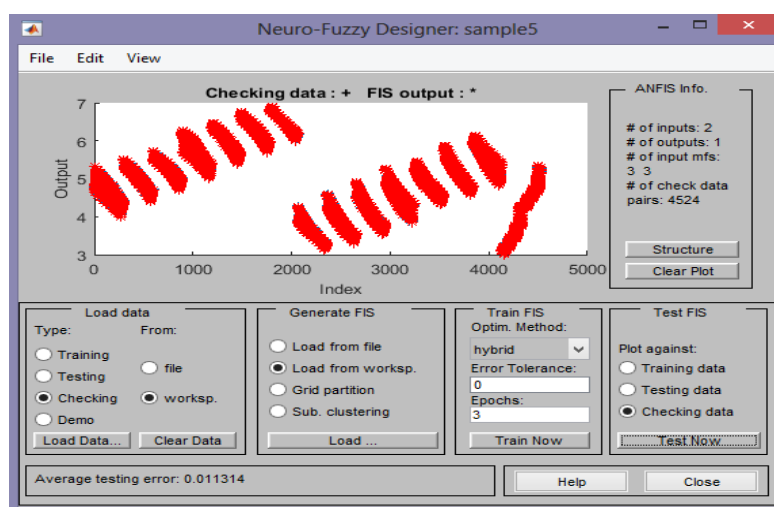 Neuro-Fuzzy Designer: sample5
File Edit View
Checking data : + FIS output : *
7
6
5
4
3
Output
0 1000 2000 3000 4000 5000
Index
ANFIS Info.
# of inputs: 2
# of outputs: 1
# of input mfs:
3 3
# of check data
pairs: 4524
Structure
Clear Plot
Load data
Type: From:
Training
Testing
Checking
Demo
file
worksp.
Load Data... Clear Data
Generate FIS
Load from file
Load from worksp.
Grid partition
Sub. clustering
Load ...
Train FIS
Optim. Method:
hybrid
Error Tolerance:
0
Epochs:
3
Train Now
Test FIS
Plot against:
Training data
Testing data
Checking data
Test Now
Average testing error: 0.011314
Help Close